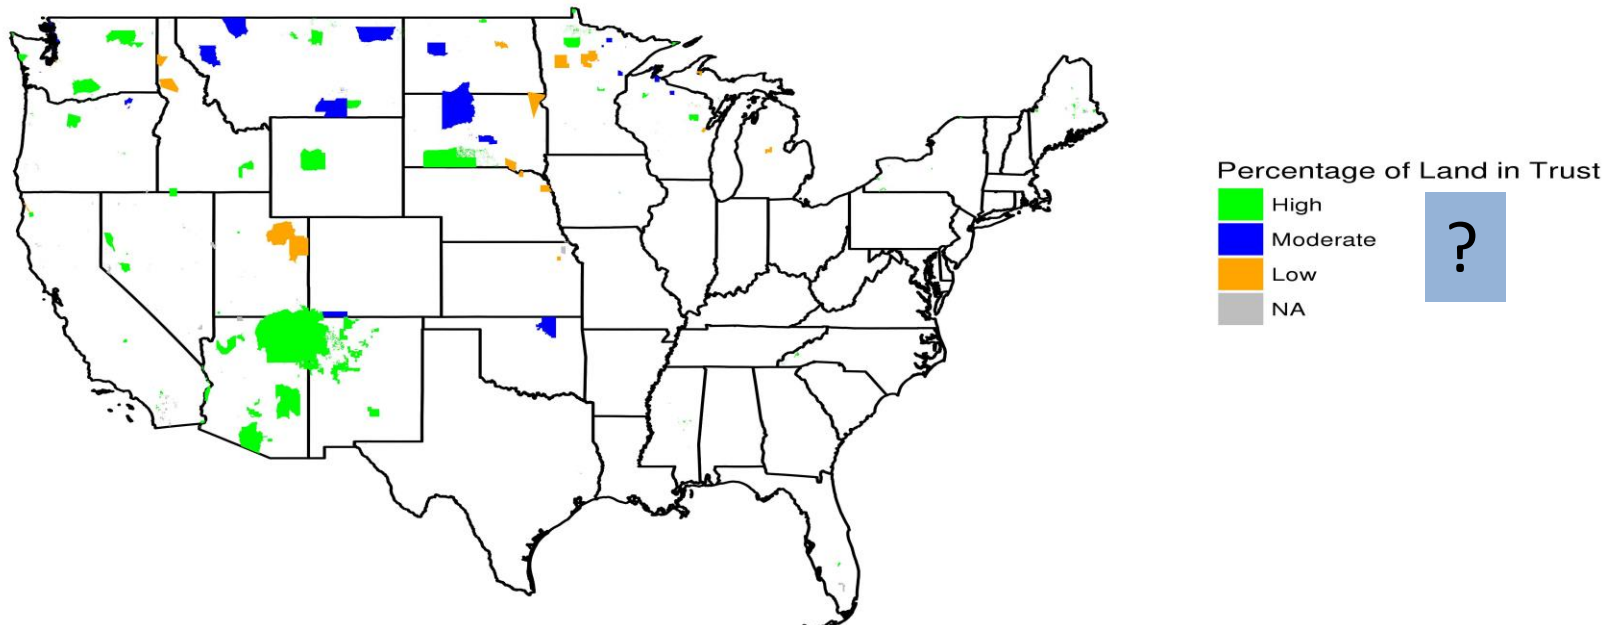 Percentage of Land in Trust
High
Moderate
Low
NA
?